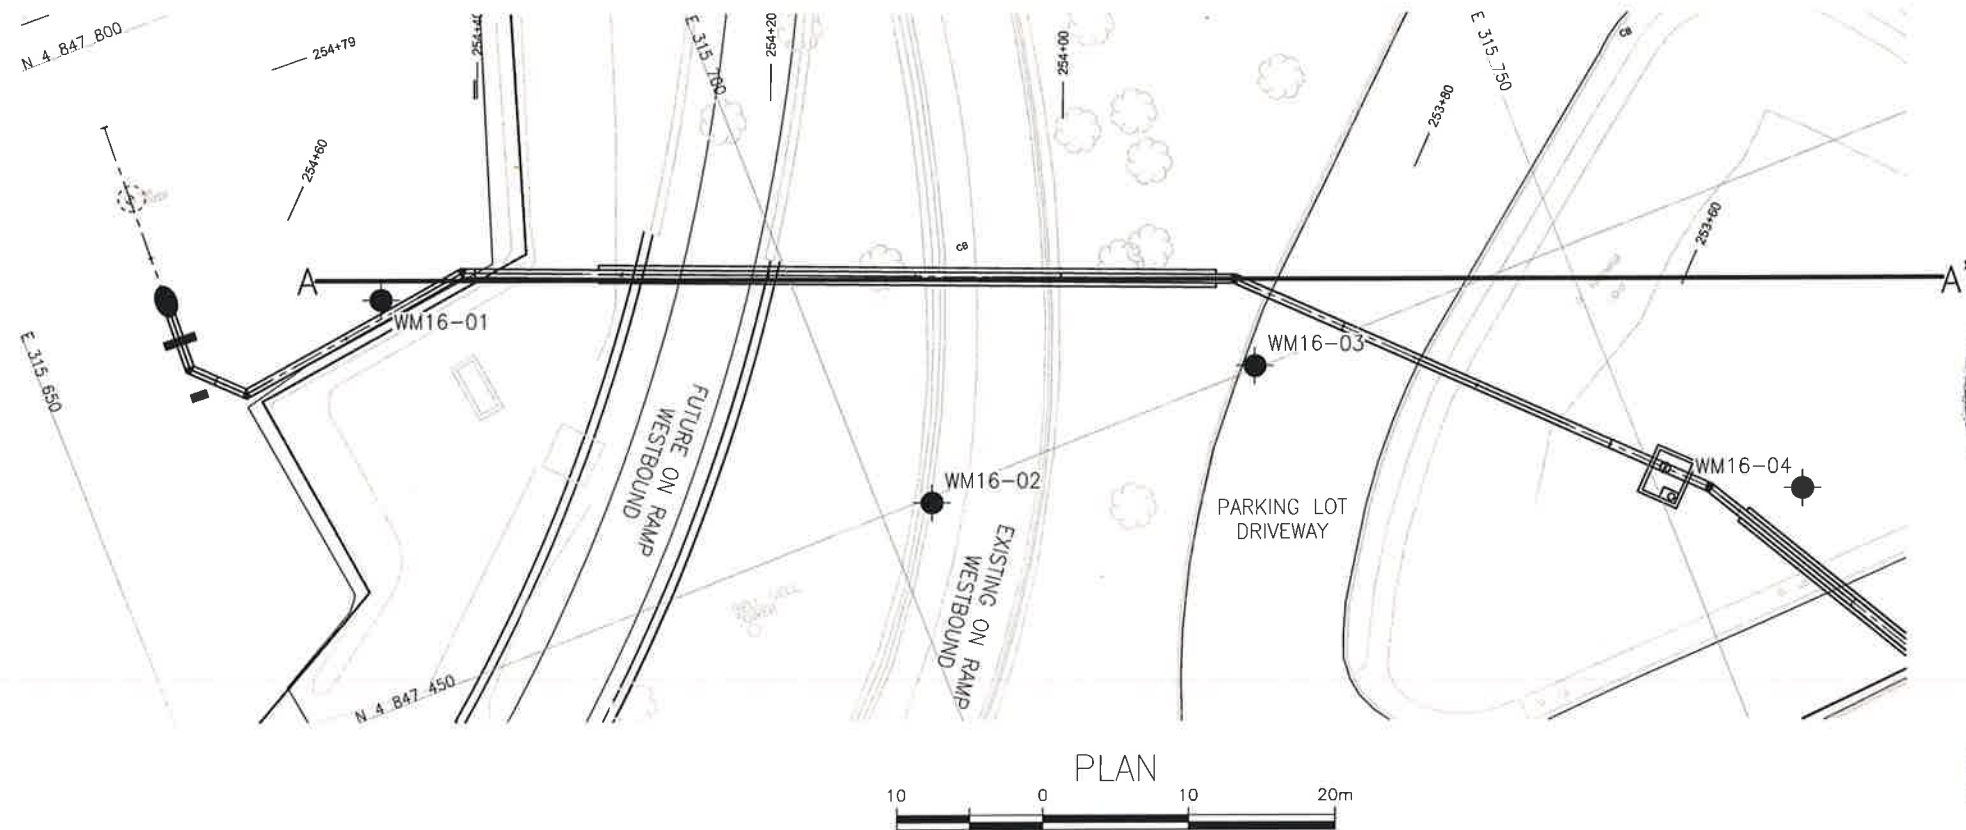 N 4 847 800
254+79
254+40
E 315 700
254+20
254+00
E 315 750
CB
253+80
254+60
253+60
CB
A
A'
WM16-01
E 315 650
WM16-03
WM16-04
WM16-02
FUTURE ON RAMP
WESTBOUND
PARKING LOT
DRIVEWAY
EXISTING ON RAMP
WESTBOUND
N 4 847 450
PLAN
10 0 10 20m